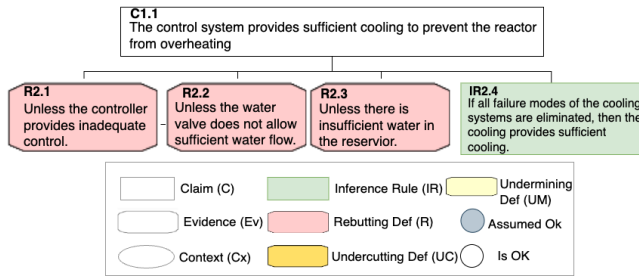 C1.1
The control system provides sufficient cooling to prevent the reactor
from overheating
R2.1
Unless the controller
provides inadequate
control.
R2.2
Unless the water
valve does not allow
sufficient water flow.
R2.3
Unless there is
insufficient water in
the reservior.
IR2.4
If all failure modes of the cooling
systems are eliminated, then the
cooling provides sufficient
cooling.
Claim (C)
Inference Rule (IR)
Undermining
Def (UM)
Evidence (Ev)
Rebutting Def (R)
Assumed Ok
Context (Cx)
Undercutting Def (UC)
Is OK